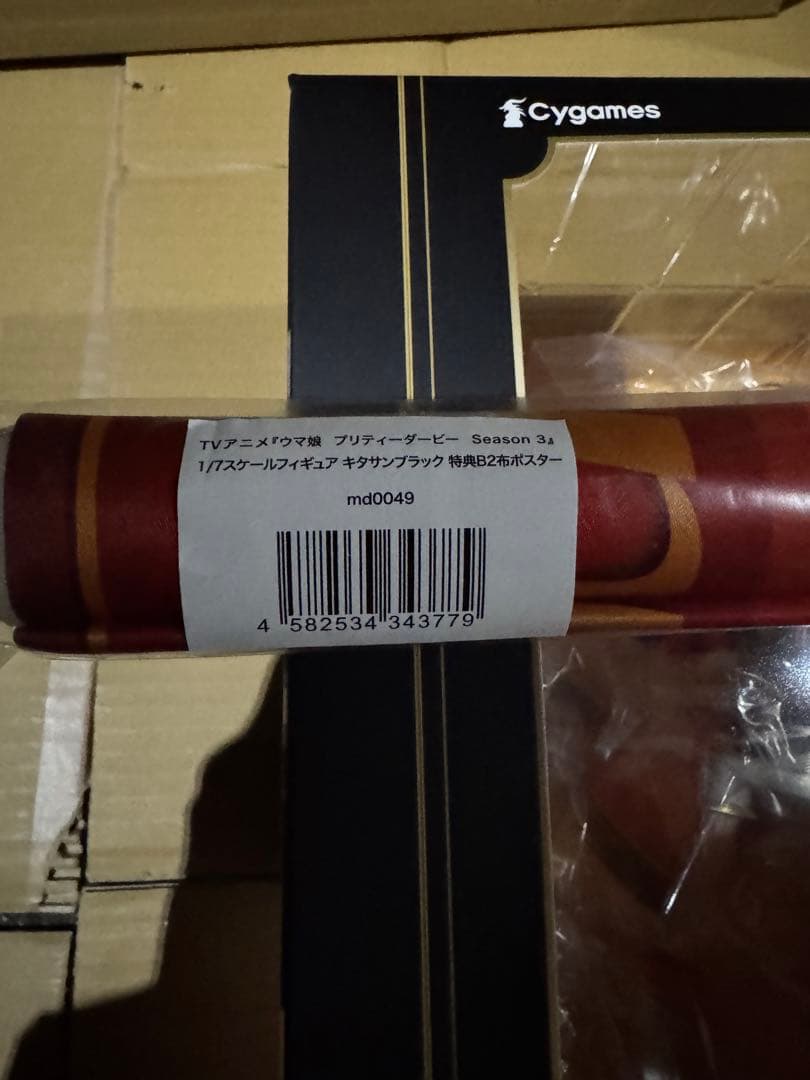 Cygames
TVアニメ『ウマ娘 プリティーダービー Season 3』
1/7スケールフィギュア キタサンブラック 特典B2布ポスター
md0049
4 582534 343779